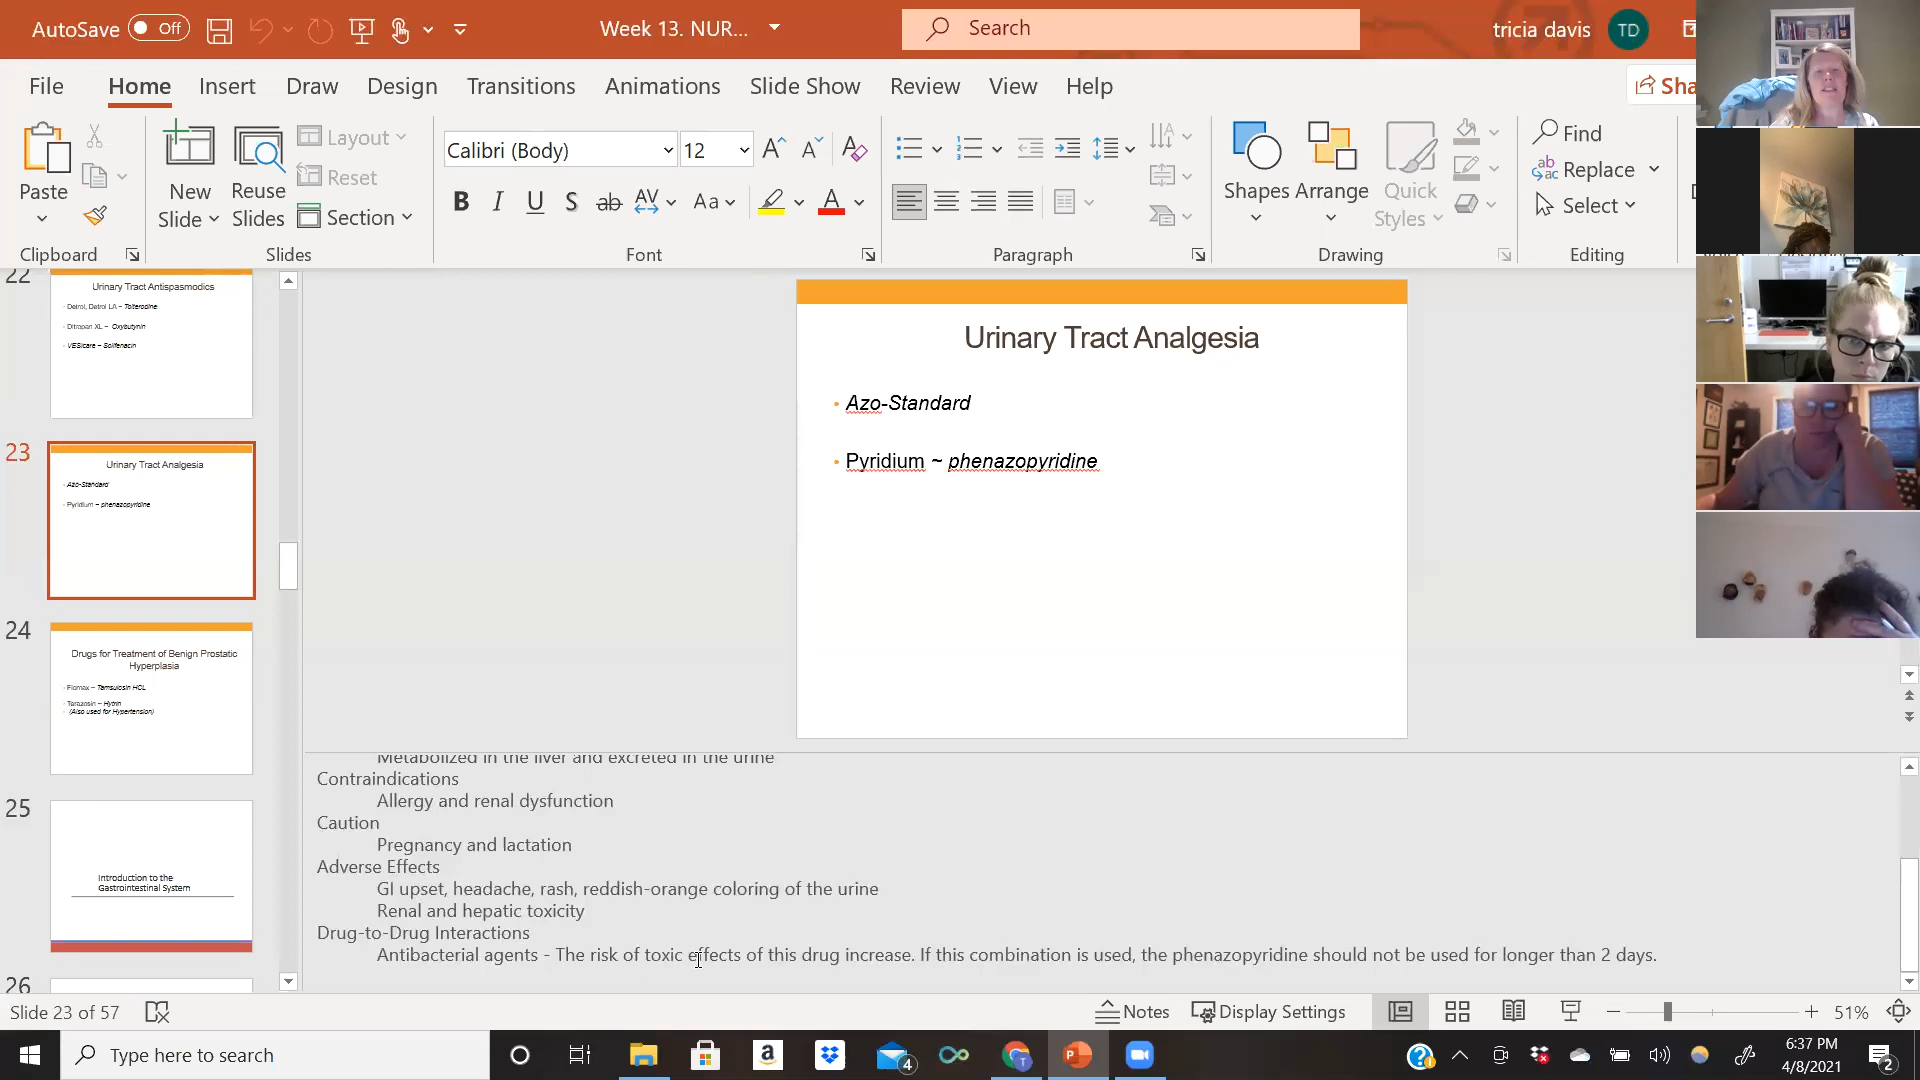 AutoSave Off Week 13. NUR... Search tricia davis TD
File Home Insert Draw Design Transitions Animations Slide Show Review View Help Sha
Paste New Slide Reuse Slides Layout Reset Section Calibri (Body) 12 Shapes Arrange Quick Styles Find Replace Select
Clipboard Slides Font Paragraph Drawing Editing
22
Urinary Tract Antispasmodics
Detrol, Detrol LA ~ Tolterodine
Ditropan XL ~ Oxybutynin
VESIcare ~ Solifenacin
23
Urinary Tract Analgesia
Azo-Standard
Pyridium ~ phenazopyridine
24
Drugs for Treatment of Benign Prostatic
Hyperplasia
Flomax ~ Tamsulosin HCL
Terazosin ~ Hytrin
(Also used for Hypertension)
25
Introduction to the
Gastrointestinal System
26
Urinary Tract Analgesia
• Azo-Standard
• Pyridium ~ phenazopyridine
Metabolized in the liver and excreted in the urine
Contraindications
Allergy and renal dysfunction
Caution
Pregnancy and lactation
Adverse Effects
GI upset, headache, rash, reddish-orange coloring of the urine
Renal and hepatic toxicity
Drug-to-Drug Interactions
Antibacterial agents - The risk of toxic effects of this drug increase. If this combination is used, the phenazopyridine should not be used for longer than 2 days.
Slide 23 of 57 Notes Display Settings 51%
Type here to search 4 6:37 PM
4/8/2021 2